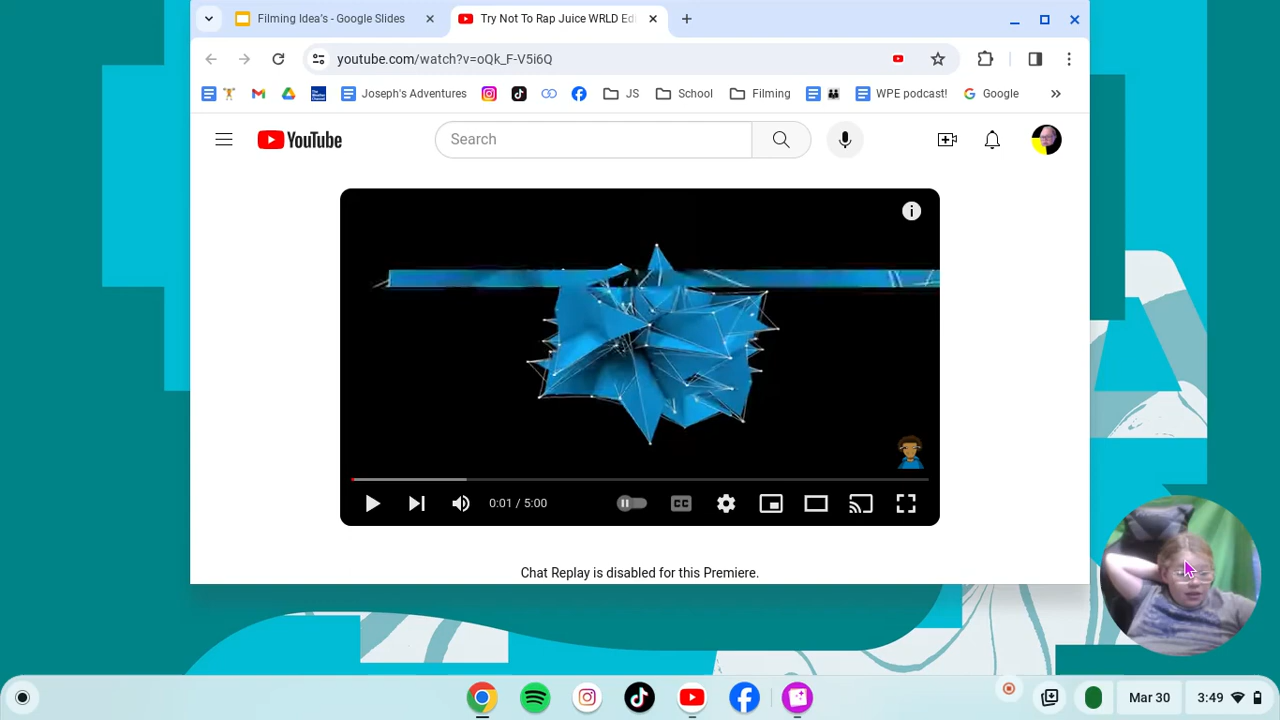 Filming Idea's - Google Slides
Try Not To Rap Juice WRLD Edi
youtube.com/watch?v=oQk_F-V5i6Q
Joseph's Adventures
JS
School
Filming
WPE podcast!
Google
YouTube
Search
0:01 / 5:00
CC
Chat Replay is disabled for this Premiere.
Mar 30
3:49